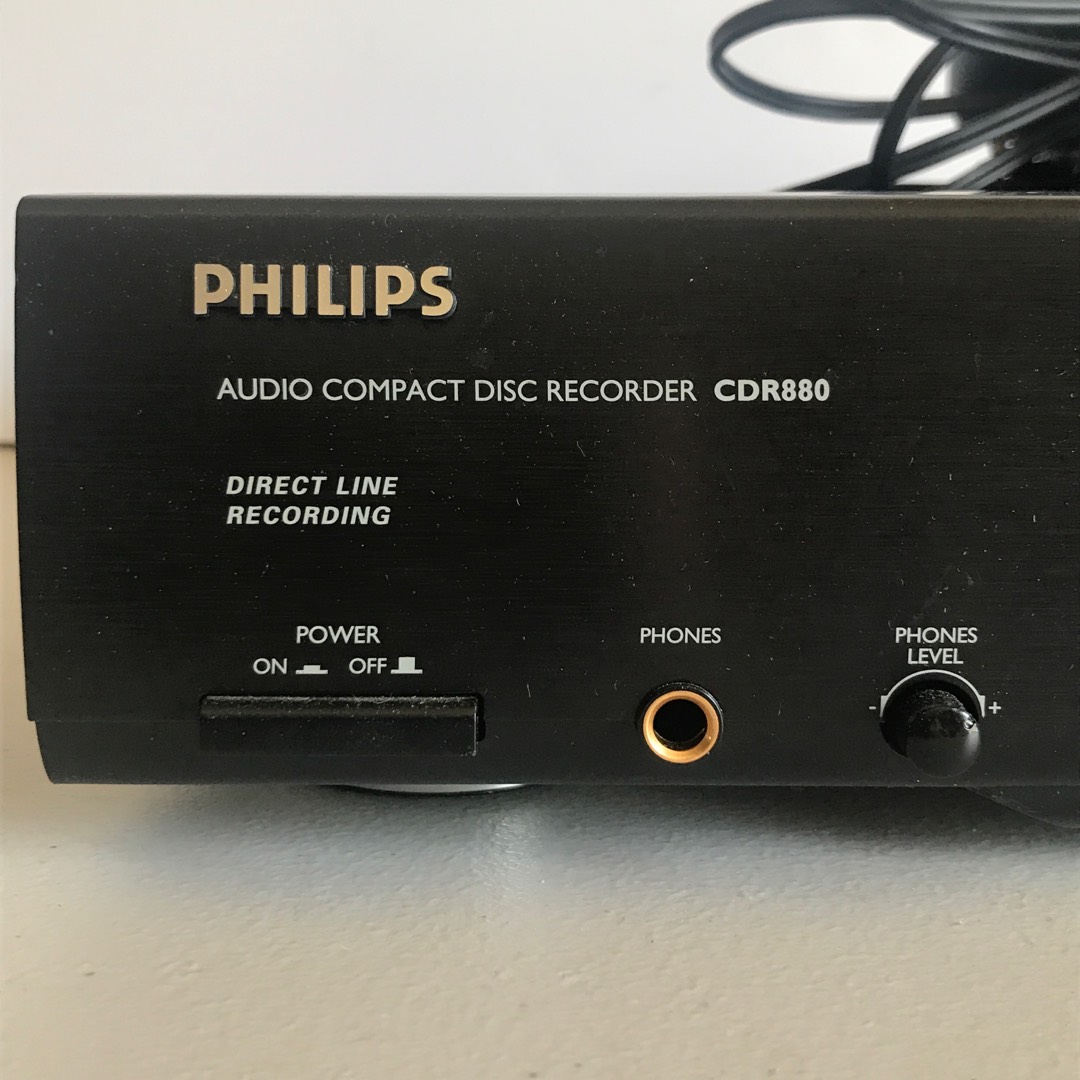 PHILIPS
AUDIO COMPACT DISC RECORDER CDR880
DIRECT LINE
RECORDING
POWER
ON OFF
PHONES
PHONES
LEVEL
- +